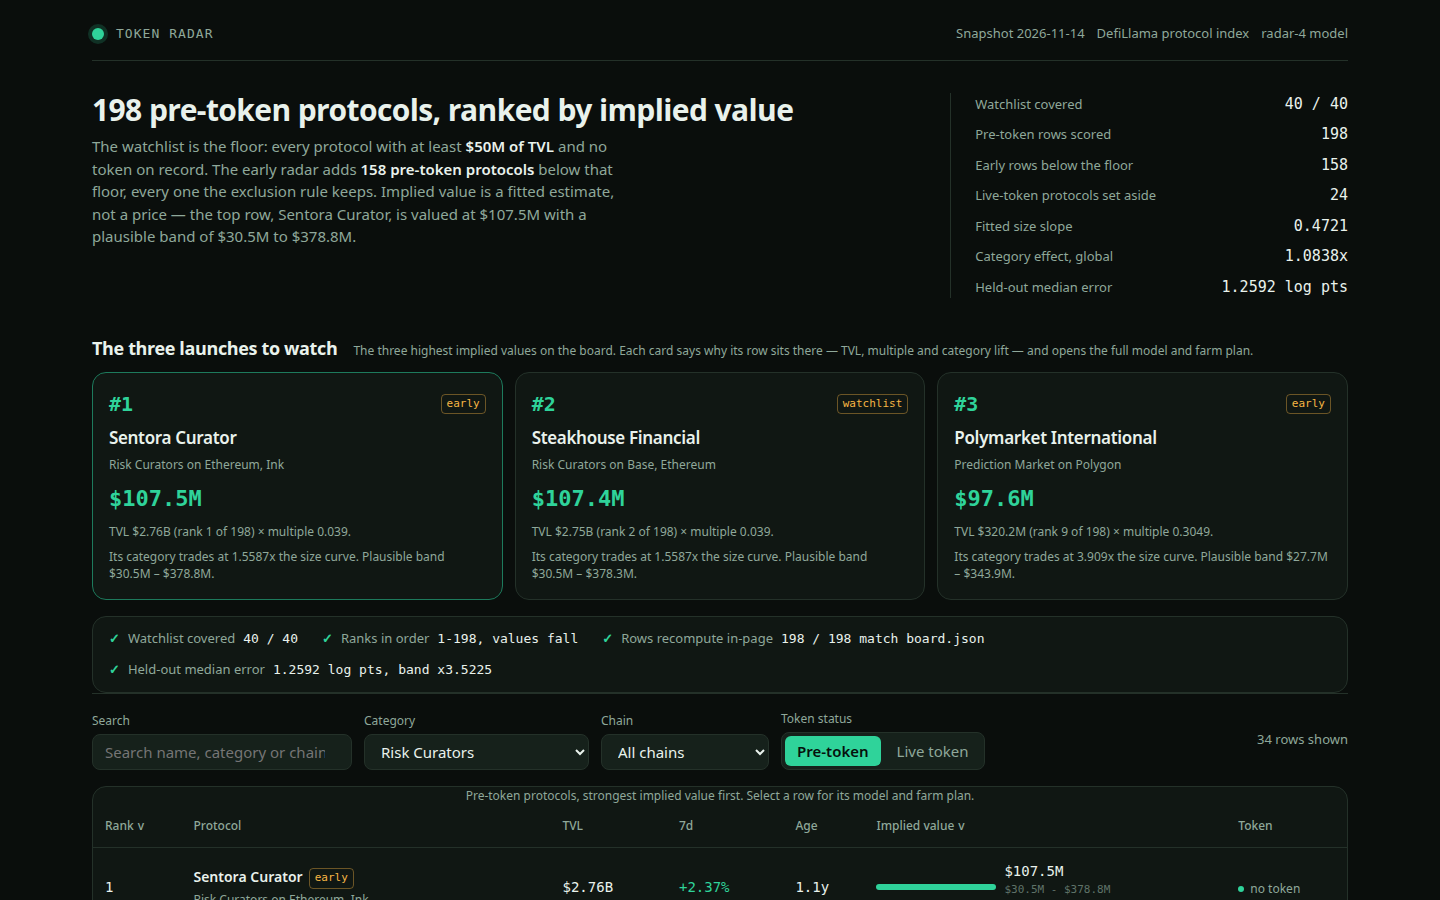 TOKEN RADAR
Snapshot 2026-11-14 DefiLlama protocol index radar-4 model
198 pre-token protocols, ranked by implied value
The watchlist is the floor: every protocol with at least $50M of TVL and no
token on record. The early radar adds 158 pre-token protocols below that
floor, every one the exclusion rule keeps. Implied value is a fitted estimate,
not a price — the top row, Sentora Curator, is valued at $107.5M with a
plausible band of $30.5M to $378.8M.
Watchlist covered 40 / 40
Pre-token rows scored 198
Early rows below the floor 158
Live-token protocols set aside 24
Fitted size slope 0.4721
Category effect, global 1.0838x
Held-out median error 1.2592 log pts
The three launches to watch The three highest implied values on the board. Each card says why its row sits there — TVL, multiple and category lift — and opens the full model and farm plan.
#1 early
Sentora Curator
Risk Curators on Ethereum, Ink
$107.5M
TVL $2.76B (rank 1 of 198) × multiple 0.039.
Its category trades at 1.5587x the size curve. Plausible band
$30.5M – $378.8M.
#2 watchlist
Steakhouse Financial
Risk Curators on Base, Ethereum
$107.4M
TVL $2.75B (rank 2 of 198) × multiple 0.039.
Its category trades at 1.5587x the size curve. Plausible band
$30.5M – $378.3M.
#3 early
Polymarket International
Prediction Market on Polygon
$97.6M
TVL $320.2M (rank 9 of 198) × multiple 0.3049.
Its category trades at 3.909x the size curve. Plausible band $27.7M
– $343.9M.
✓ Watchlist covered 40 / 40 ✓ Ranks in order 1-198, values fall ✓ Rows recompute in-page 198 / 198 match board.json
✓ Held-out median error 1.2592 log pts, band x3.5225
Search Category Chain Token status
Search name, category or chain Risk Curators All chains Pre-token Live token 34 rows shown
Pre-token protocols, strongest implied value first. Select a row for its model and farm plan.
Rank v Protocol TVL 7d Age Implied value v Token
1 Sentora Curator early $2.76B +2.37% 1.1y $107.5M $30.5M - $378.8M no token
Risk Curators on Ethereum, Ink